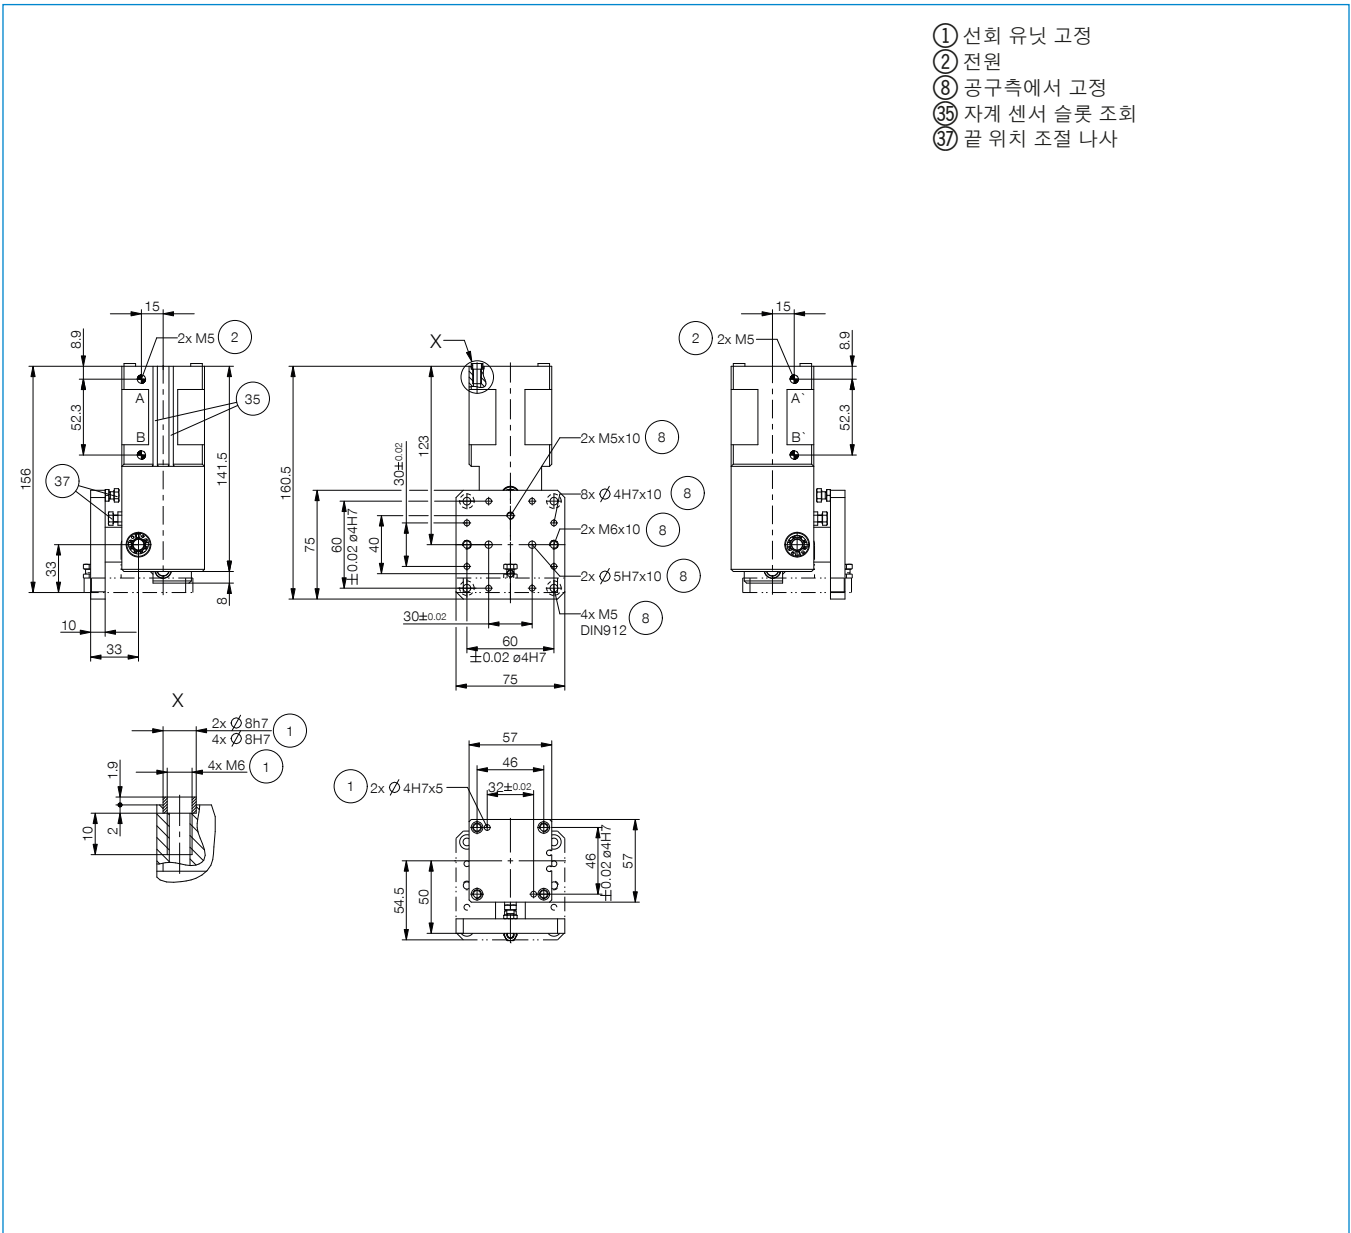 ① 선회 유닛 고정
② 전원
⑧ 공구측에서 고정
㉟ 자계 센서 슬롯 조회
㊲ 끝 위치 조절 나사
15
8.9
2x M5 2
A
B
35
52.3
156
141.5
37
33
8
10
33
X
160.5
123
30±0.02
2x M5x10 8
8x Ø 4H7x10 8
2x M6x10 8
2x Ø 5H7x10 8
4x M5 8
DIN912
75
60
±0.02 ø4H7
40
30±0.02
60
±0.02 ø4H7
75
15
2 2x M5
8.9
A`
B`
52.3
X
2x Ø 8h7
4x Ø 8H7 1
4x M6 1
1.9
2
10
57
46
32±0.02
1 2x Ø 4H7x5
46
±0.02 ø4H7
57
54.5
50